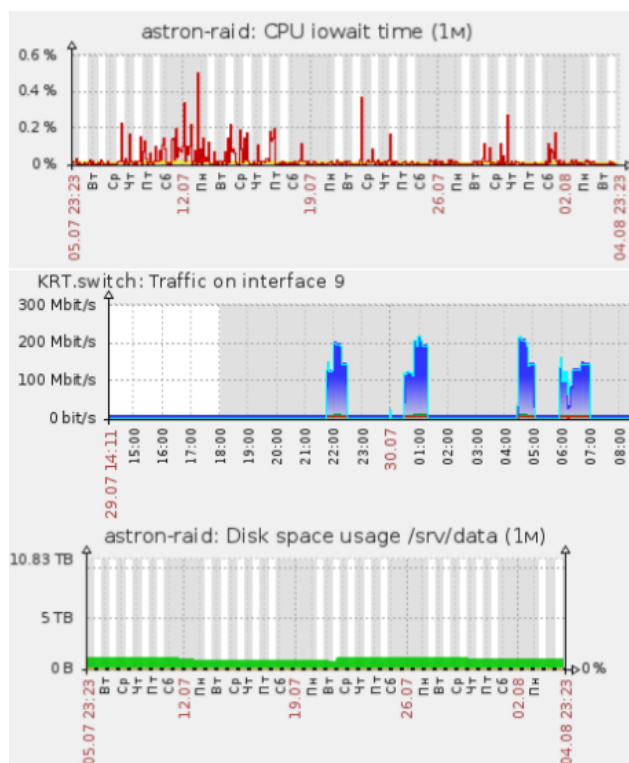 astron-raid: CPU iowait time (1м)
0.6 %
0.4 %
0.2 %
0 %
05.07 23:23 Вт Ср Чт Пт Сб 12.07 Пн Вт Ср Чт Пт Сб 19.07 Пн Вт Ср Чт Пт Сб 26.07 Пн Вт Ср Чт Пт Сб 02.08 Пн Вт 04.08 23:23
KRT.switch: Traffic on interface 9
300 Mbit/s
200 Mbit/s
100 Mbit/s
0 bit/s
29.07 14:11 15:00 16:00 17:00 18:00 19:00 20:00 21:00 22:00 23:00 30.07 01:00 02:00 03:00 04:00 05:00 06:00 07:00 08:00
astron-raid: Disk space usage /srv/data (1м)
10.83 TB
5 TB
0 B 0 %
05.07 23:23 Вт Ср Чт Пт Сб 12.07 Пн Вт Ср Чт Пт Сб 19.07 Пн Вт Ср Чт Пт Сб 26.07 Пн Вт Ср Чт Пт Сб 02.08 Пн 04.08 23:23